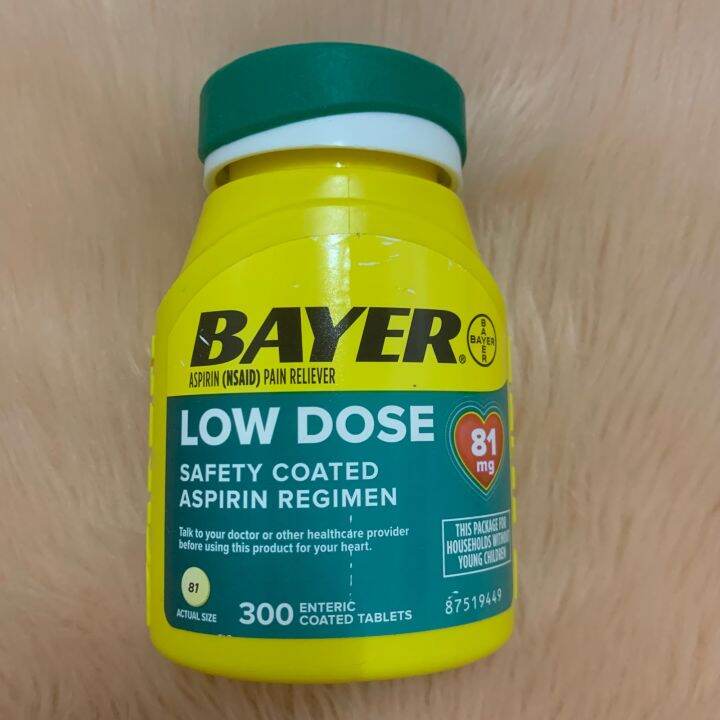 BAYER®
B
A
BAYER
E
R
ASPIRIN (NSAID) PAIN RELIEVER
LOW DOSE
81
mg
SAFETY COATED
ASPIRIN REGIMEN
Talk to your doctor or other healthcare provider
before using this product for your heart.
THIS PACKAGE FOR
HOUSEHOLDS WITHOUT
YOUNG CHILDREN
81
ACTUAL SIZE
300 ENTERIC
COATED TABLETS
87519449